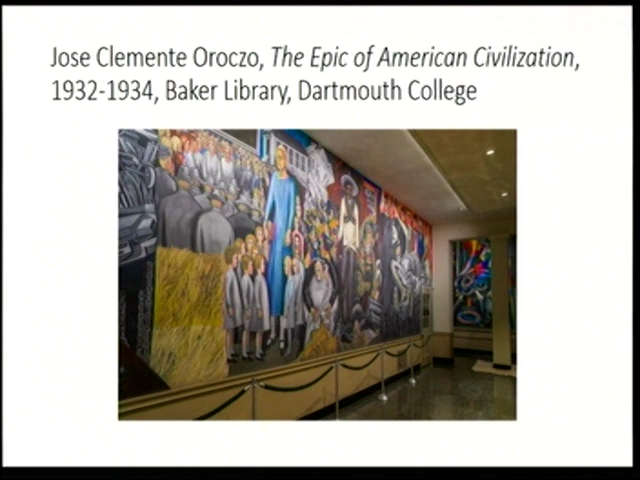 Jose Clemente Oroczo, The Epic of American Civilization,
1932-1934, Baker Library, Dartmouth College